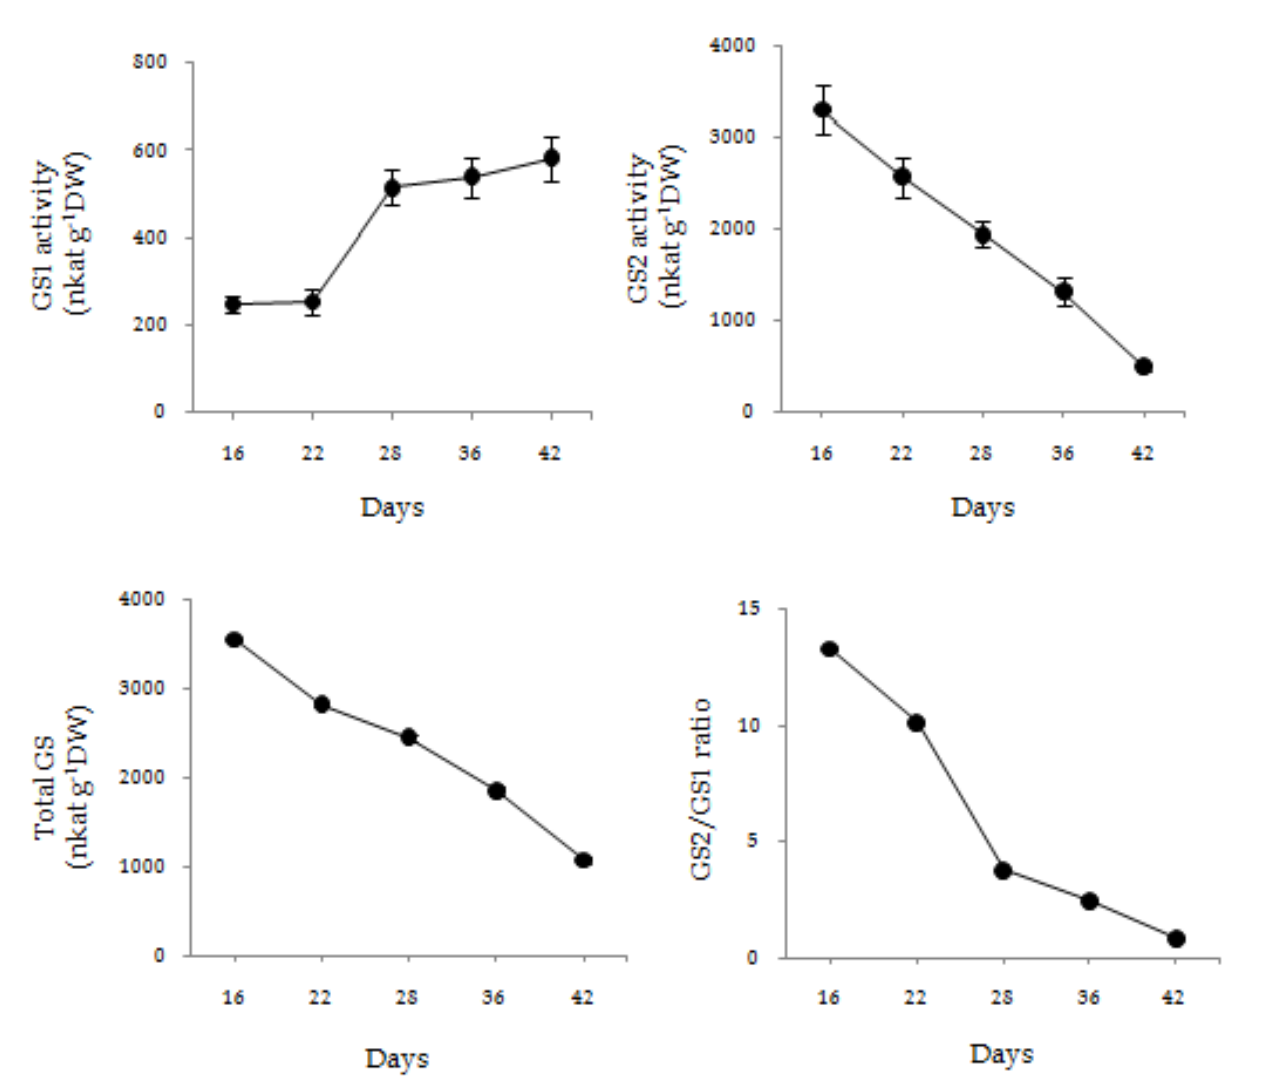 800
600
400
200
0
GS1 activity
(nkat g⁻¹DW)
16 22 28 36 42
Days
4000
3000
2000
1000
0
GS2 activity
(nkat g⁻¹DW)
16 22 28 36 42
Days
4000
3000
2000
1000
0
Total GS
(nkat g⁻¹DW)
16 22 28 36 42
Days
15
10
5
0
GS2/GS1 ratio
16 22 28 36 42
Days